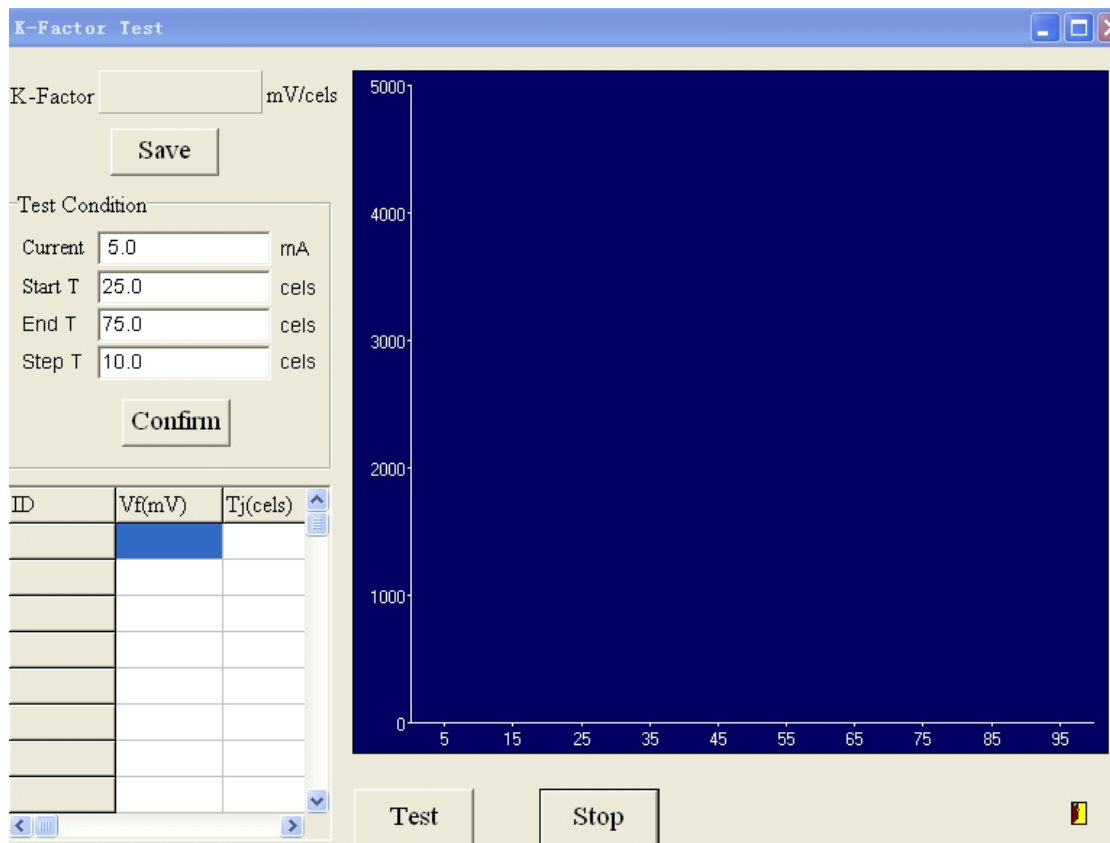 K-Factor Test
K-Factor mV/cels
Save
Test Condition
Current 5.0 mA
Start T 25.0 cels
End T 75.0 cels
Step T 10.0 cels
Confirm
ID Vf(mV) Tj(cels)
5000
4000
3000
2000
1000
0
5 15 25 35 45 55 65 75 85 95
Test Stop